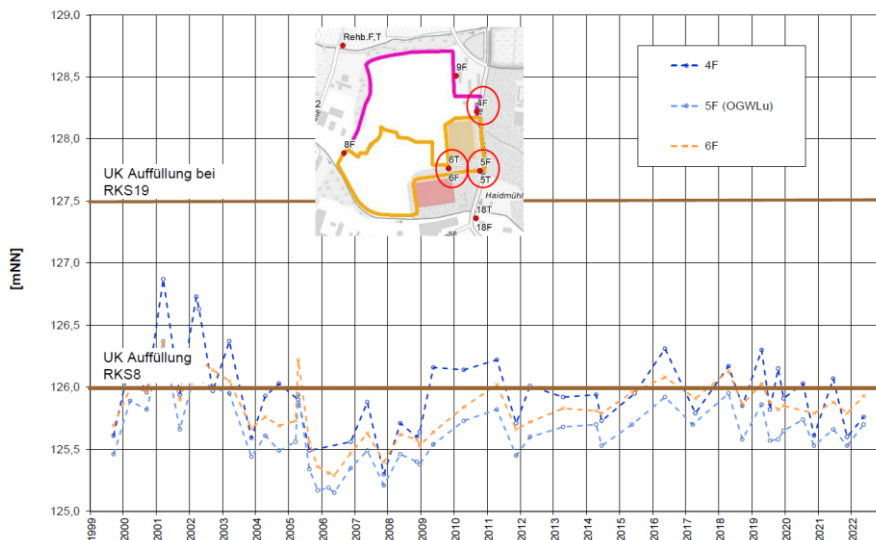 129,0
128,5
128,0
127,5
127,0
126,5
126,0
125,5
125,0
[mNN]
UK Auffüllung bei
RKS19
UK Auffüllung
RKS8
Rehb.F,T
9F
4F
8F
6T
6F
5F
5T
Haidmühl
18T
18F
2
4F
5F (OGWLu)
6F
1999
2000
2001
2002
2003
2004
2005
2006
2007
2008
2009
2010
2011
2012
2013
2014
2015
2016
2017
2018
2019
2020
2021
2022